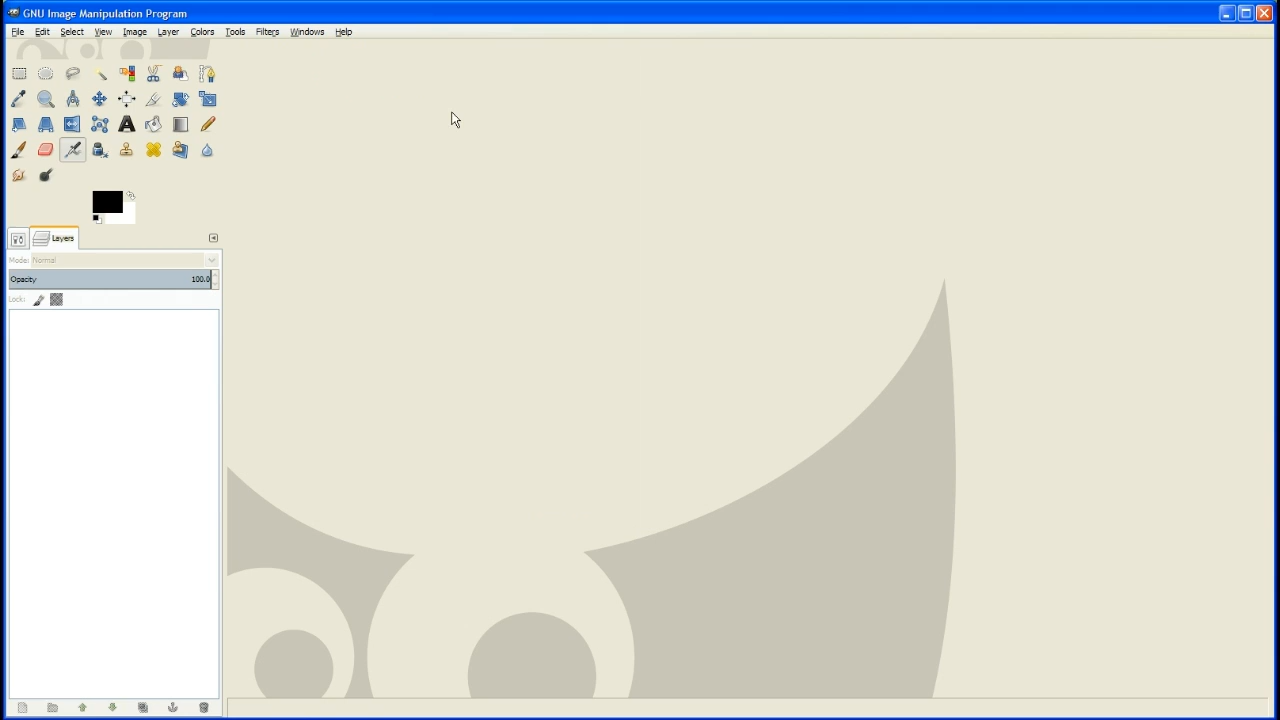 GNU Image Manipulation Program
File Edit Select View Image Layer Colors Tools Filters Windows Help
Layers
Mode: Normal
Opacity 100.0
Lock: